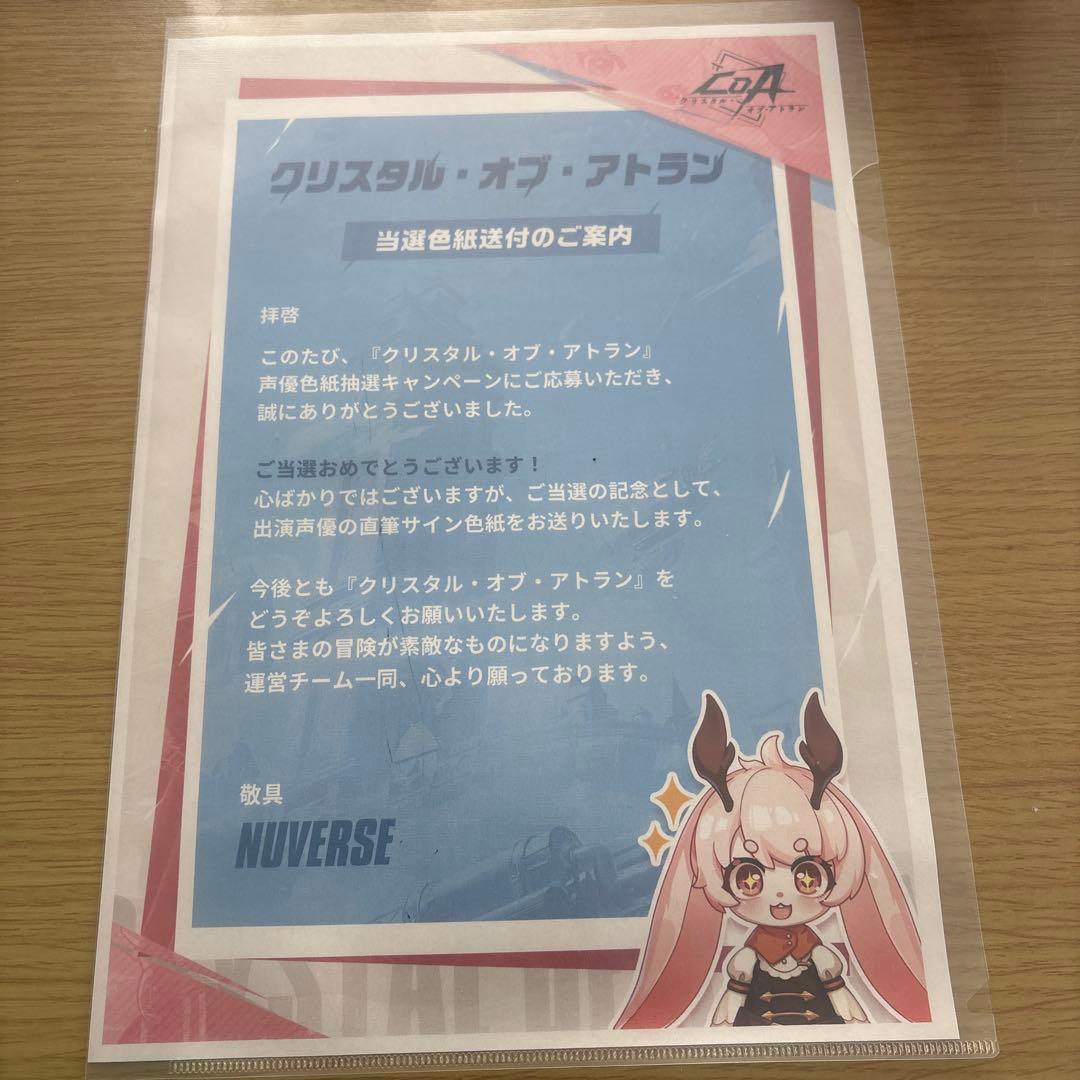 CoA
クリスタル・
オブ・アトラン
クリスタル・オブ・アトラン
当選色紙送付のご案内
拝啓
このたび、『クリスタル・オブ・アトラン』
声優色紙抽選キャンペーンにご応募いただき、
誠にありがとうございました。
ご当選おめでとうございます！
心ばかりではございますが、ご当選の記念として、
出演声優の直筆サイン色紙をお送りいたします。
今後とも『クリスタル・オブ・アトラン』を
どうぞよろしくお願いいたします。
皆さまの冒険が素敵なものになりますよう、
運営チーム一同、心より願っております。
敬具
NUVERSE